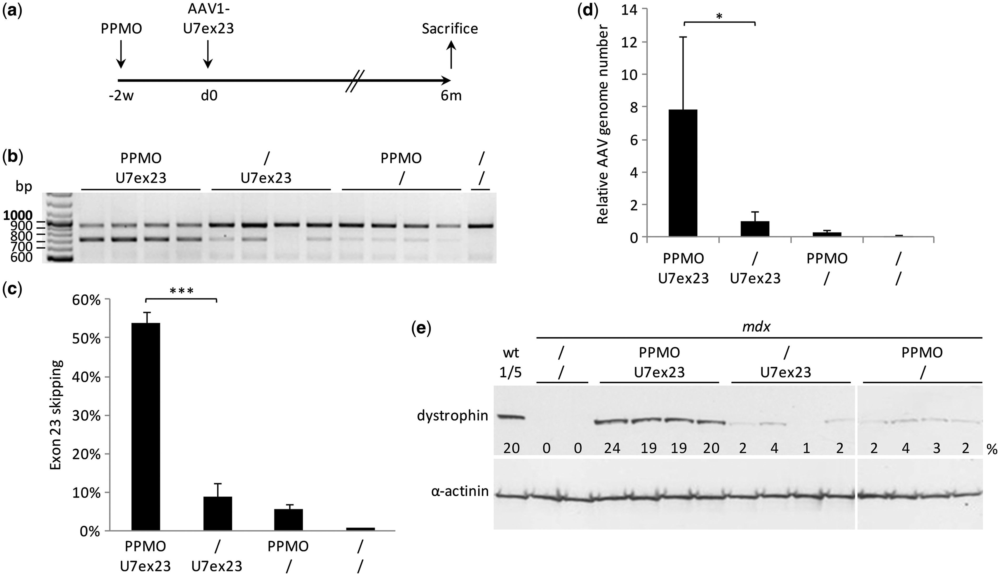 (a)
AAV1-
PPMO U7ex23 Sacrifice
-2w d0 6m
(b)
PPMO / PPMO /
U7ex23 U7ex23 / /
bp
1000
900
800
700
600
(c)
***
60%
50%
40%
30%
20%
10%
0%
Exon 23 skipping
PPMO / PPMO /
U7ex23 U7ex23 / /
(d)
*
14
12
10
8
6
4
2
0
Relative AAV genome number
PPMO / PPMO /
U7ex23 U7ex23 / /
(e)
mdx
wt / PPMO / PPMO
1/5 / U7ex23 U7ex23 /
dystrophin
20 0 0 24 19 19 20 2 4 1 2 2 4 3 2 %
α-actinin